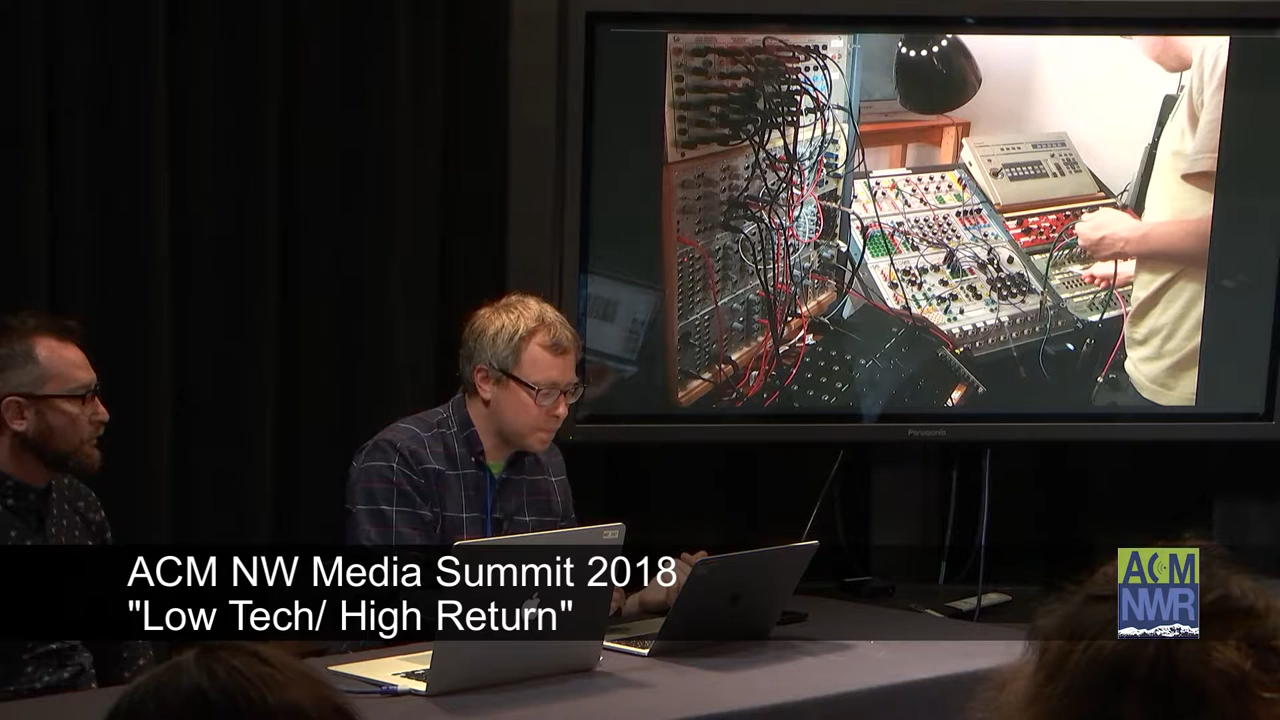 Panasonic
ACM NW Media Summit 2018
"Low Tech/ High Return"
ACM
NWR